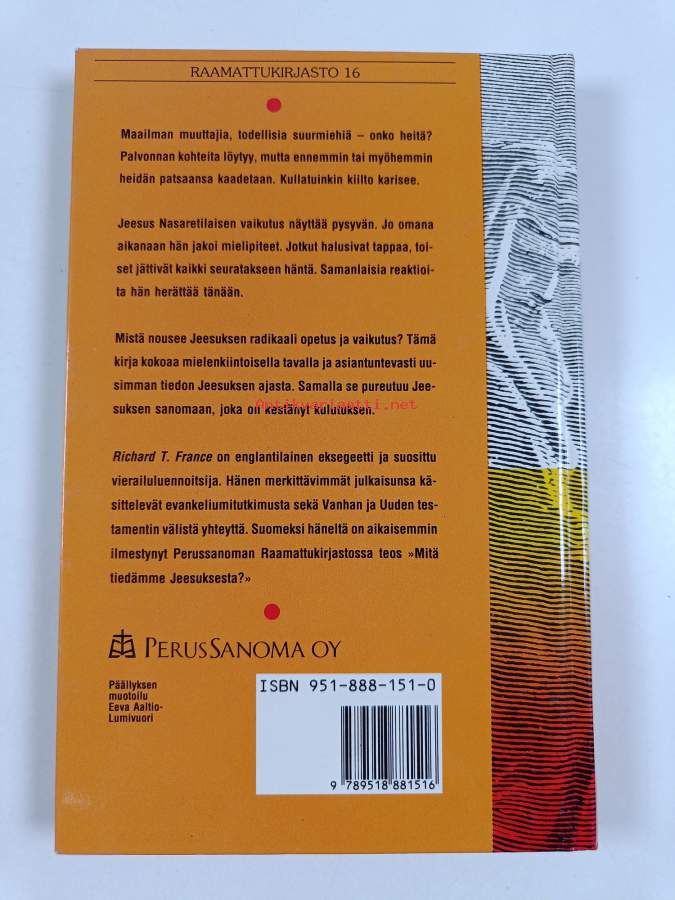 RAAMATTUKIRJASTO 16
Maailman muuttajia, todellisia suurmiehiä – onko heitä?
Palvonnan kohteita löytyy, mutta ennemmin tai myöhemmin
heidän patsaansa kaadetaan. Kullatuinkin kiilto karisee.
Jeesus Nasaretilaisen vaikutus näyttää pysyvän. Jo omana
aikanaan hän jakoi mielipiteet. Jotkut halusivat tappaa, toi-
set jättivät kaikki seuratakseen häntä. Samanlaisia reaktioi-
ta hän herättää tänään.
Mistä nousee Jeesuksen radikaali opetus ja vaikutus? Tämä
kirja kokoaa mielenkiintoisella tavalla ja asiantuntevasti uu-
simman tiedon Jeesuksen ajasta. Samalla se pureutuu Jee-
suksen sanomaan, joka on kestänyt kulutuksen.
Antikvariaatti.net
Richard T. France on englantilainen eksegeetti ja suosittu
vierailuluennoitsija. Hänen merkittävimmät julkaisunsa kä-
sittelevät evankeliumitutkimusta sekä Vanhan ja Uuden tes-
tamentin välistä yhteyttä. Suomeksi häneltä on aikaisemmin
ilmestynyt Perussanoman Raamattukirjastossa teos »Mitä
tiedämme Jeesuksesta?»
PERUSSANOMA OY
Päällyksen
muotoilu
Eeva Aaltio-
Lumivuori
ISBN 951-888-151-0
9 789518 881516